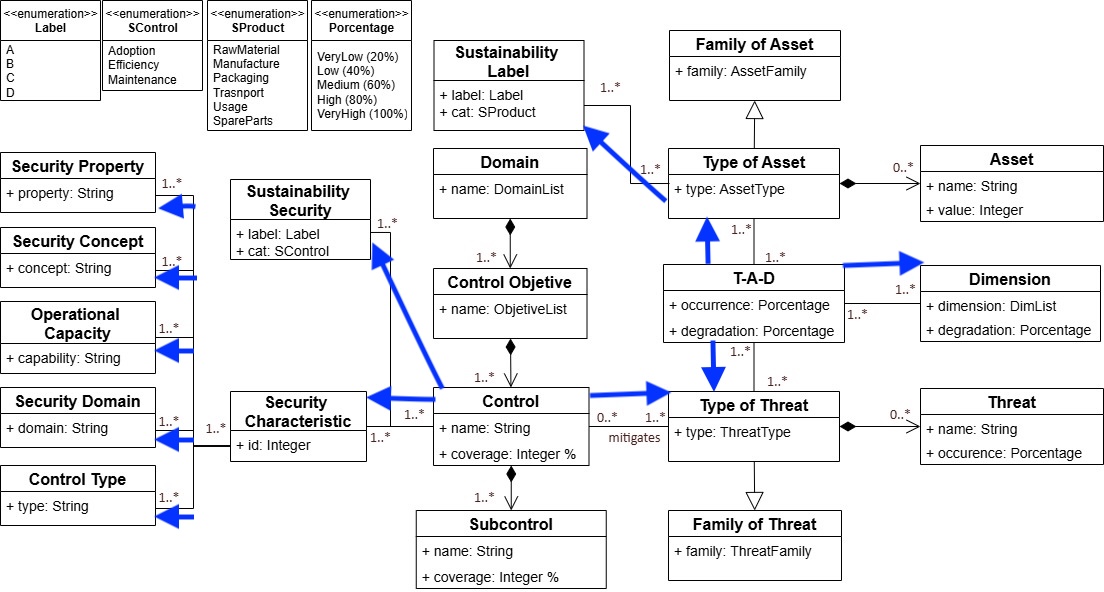 <<enumeration>>
Label
A
B
C
D
<<enumeration>>
SControl
Adoption
Efficiency
Maintenance
<<enumeration>>
SProduct
RawMaterial
Manufacture
Packaging
Trasnport
Usage
SpareParts
<<enumeration>>
Porcentage
VeryLow (20%)
Low (40%)
Medium (60%)
High (80%)
VeryHigh (100%)
Sustainability
Label
+ label: Label
+ cat: SProduct
1..*
1..*
Family of Asset
+ family: AssetFamily
Security Property
+ property: String
1..*
Sustainability
Security
+ label: Label
+ cat: SControl
1..*
Domain
+ name: DomainList
1..*
Type of Asset
+ type: AssetType
0..*
1..*
Asset
+ name: String
+ value: Integer
Security Concept
+ concept: String
1..*
Control Objetive
+ name: ObjetiveList
1..*
1..*
T-A-D
+ occurrence: Porcentage
+ degradation: Porcentage
1..*
1..*
1..*
Dimension
+ dimension: DimList
+ degradation: Porcentage
Operational
Capacity
+ capability: String
1..*
Security Domain
+ domain: String
1..*
1..*
Security
Characteristic
+ id: Integer
1..*
1..*
Control
+ name: String
+ coverage: Integer %
0..*
1..*
mitigates
1..*
1..*
Type of Threat
+ type: ThreatType
0..*
Threat
+ name: String
+ occurence: Porcentage
Control Type
+ type: String
1..*
Subcontrol
+ name: String
+ coverage: Integer %
Family of Threat
+ family: ThreatFamily